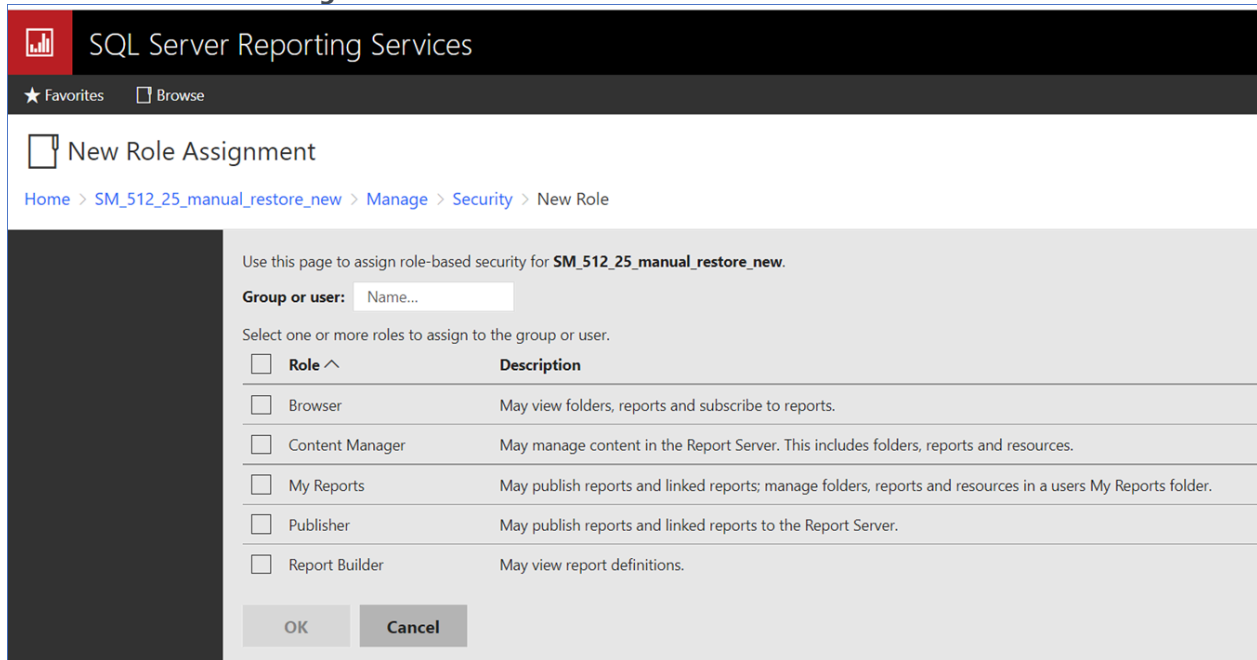 SQL Server Reporting Services
Favorites Browse
New Role Assignment
Home > SM_512_25_manual_restore_new > Manage > Security > New Role
Use this page to assign role-based security for SM_512_25_manual_restore_new.
Group or user: Name...
Select one or more roles to assign to the group or user.
Role Description
Browser May view folders, reports and subscribe to reports.
Content Manager May manage content in the Report Server. This includes folders, reports and resources.
My Reports May publish reports and linked reports; manage folders, reports and resources in a users My Reports folder.
Publisher May publish reports and linked reports to the Report Server.
Report Builder May view report definitions.
OK Cancel